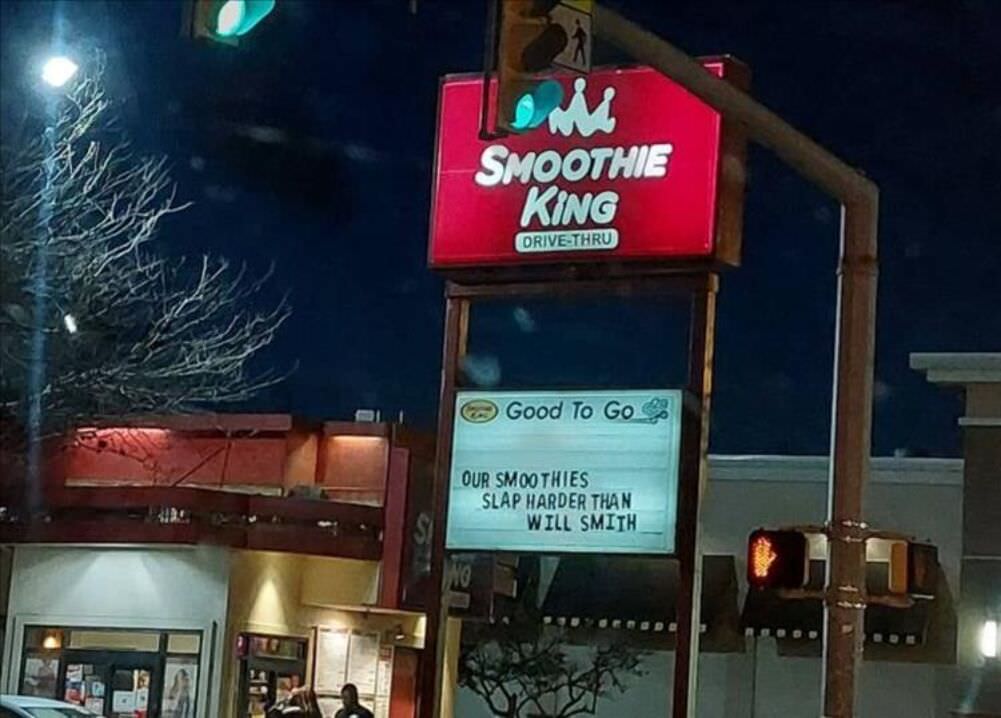 SMOOTHIE
KiNG
DRIVE-THRU
Good To Go
OUR SMOOTHIES
SLAP HARDER THAN
WILL SMITH